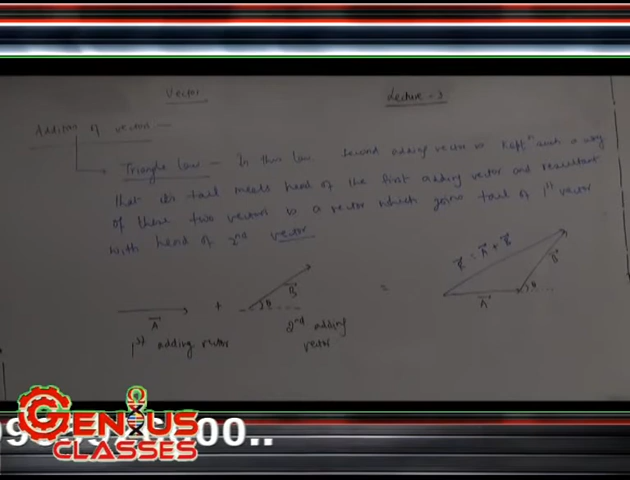 Vector Lecture - 3
Addition of vector -
Triangle Law - In this law second adding vector is kept in such a way
that its tail meets head of the first adding vector and resultant
of these two vectors is a vector which joins tail of 1st vector
with head of 2nd vector
R = A + B
A + B = A B
θ θ
1st adding vector
2nd adding
vector
00..
GENIUS
CLASSES